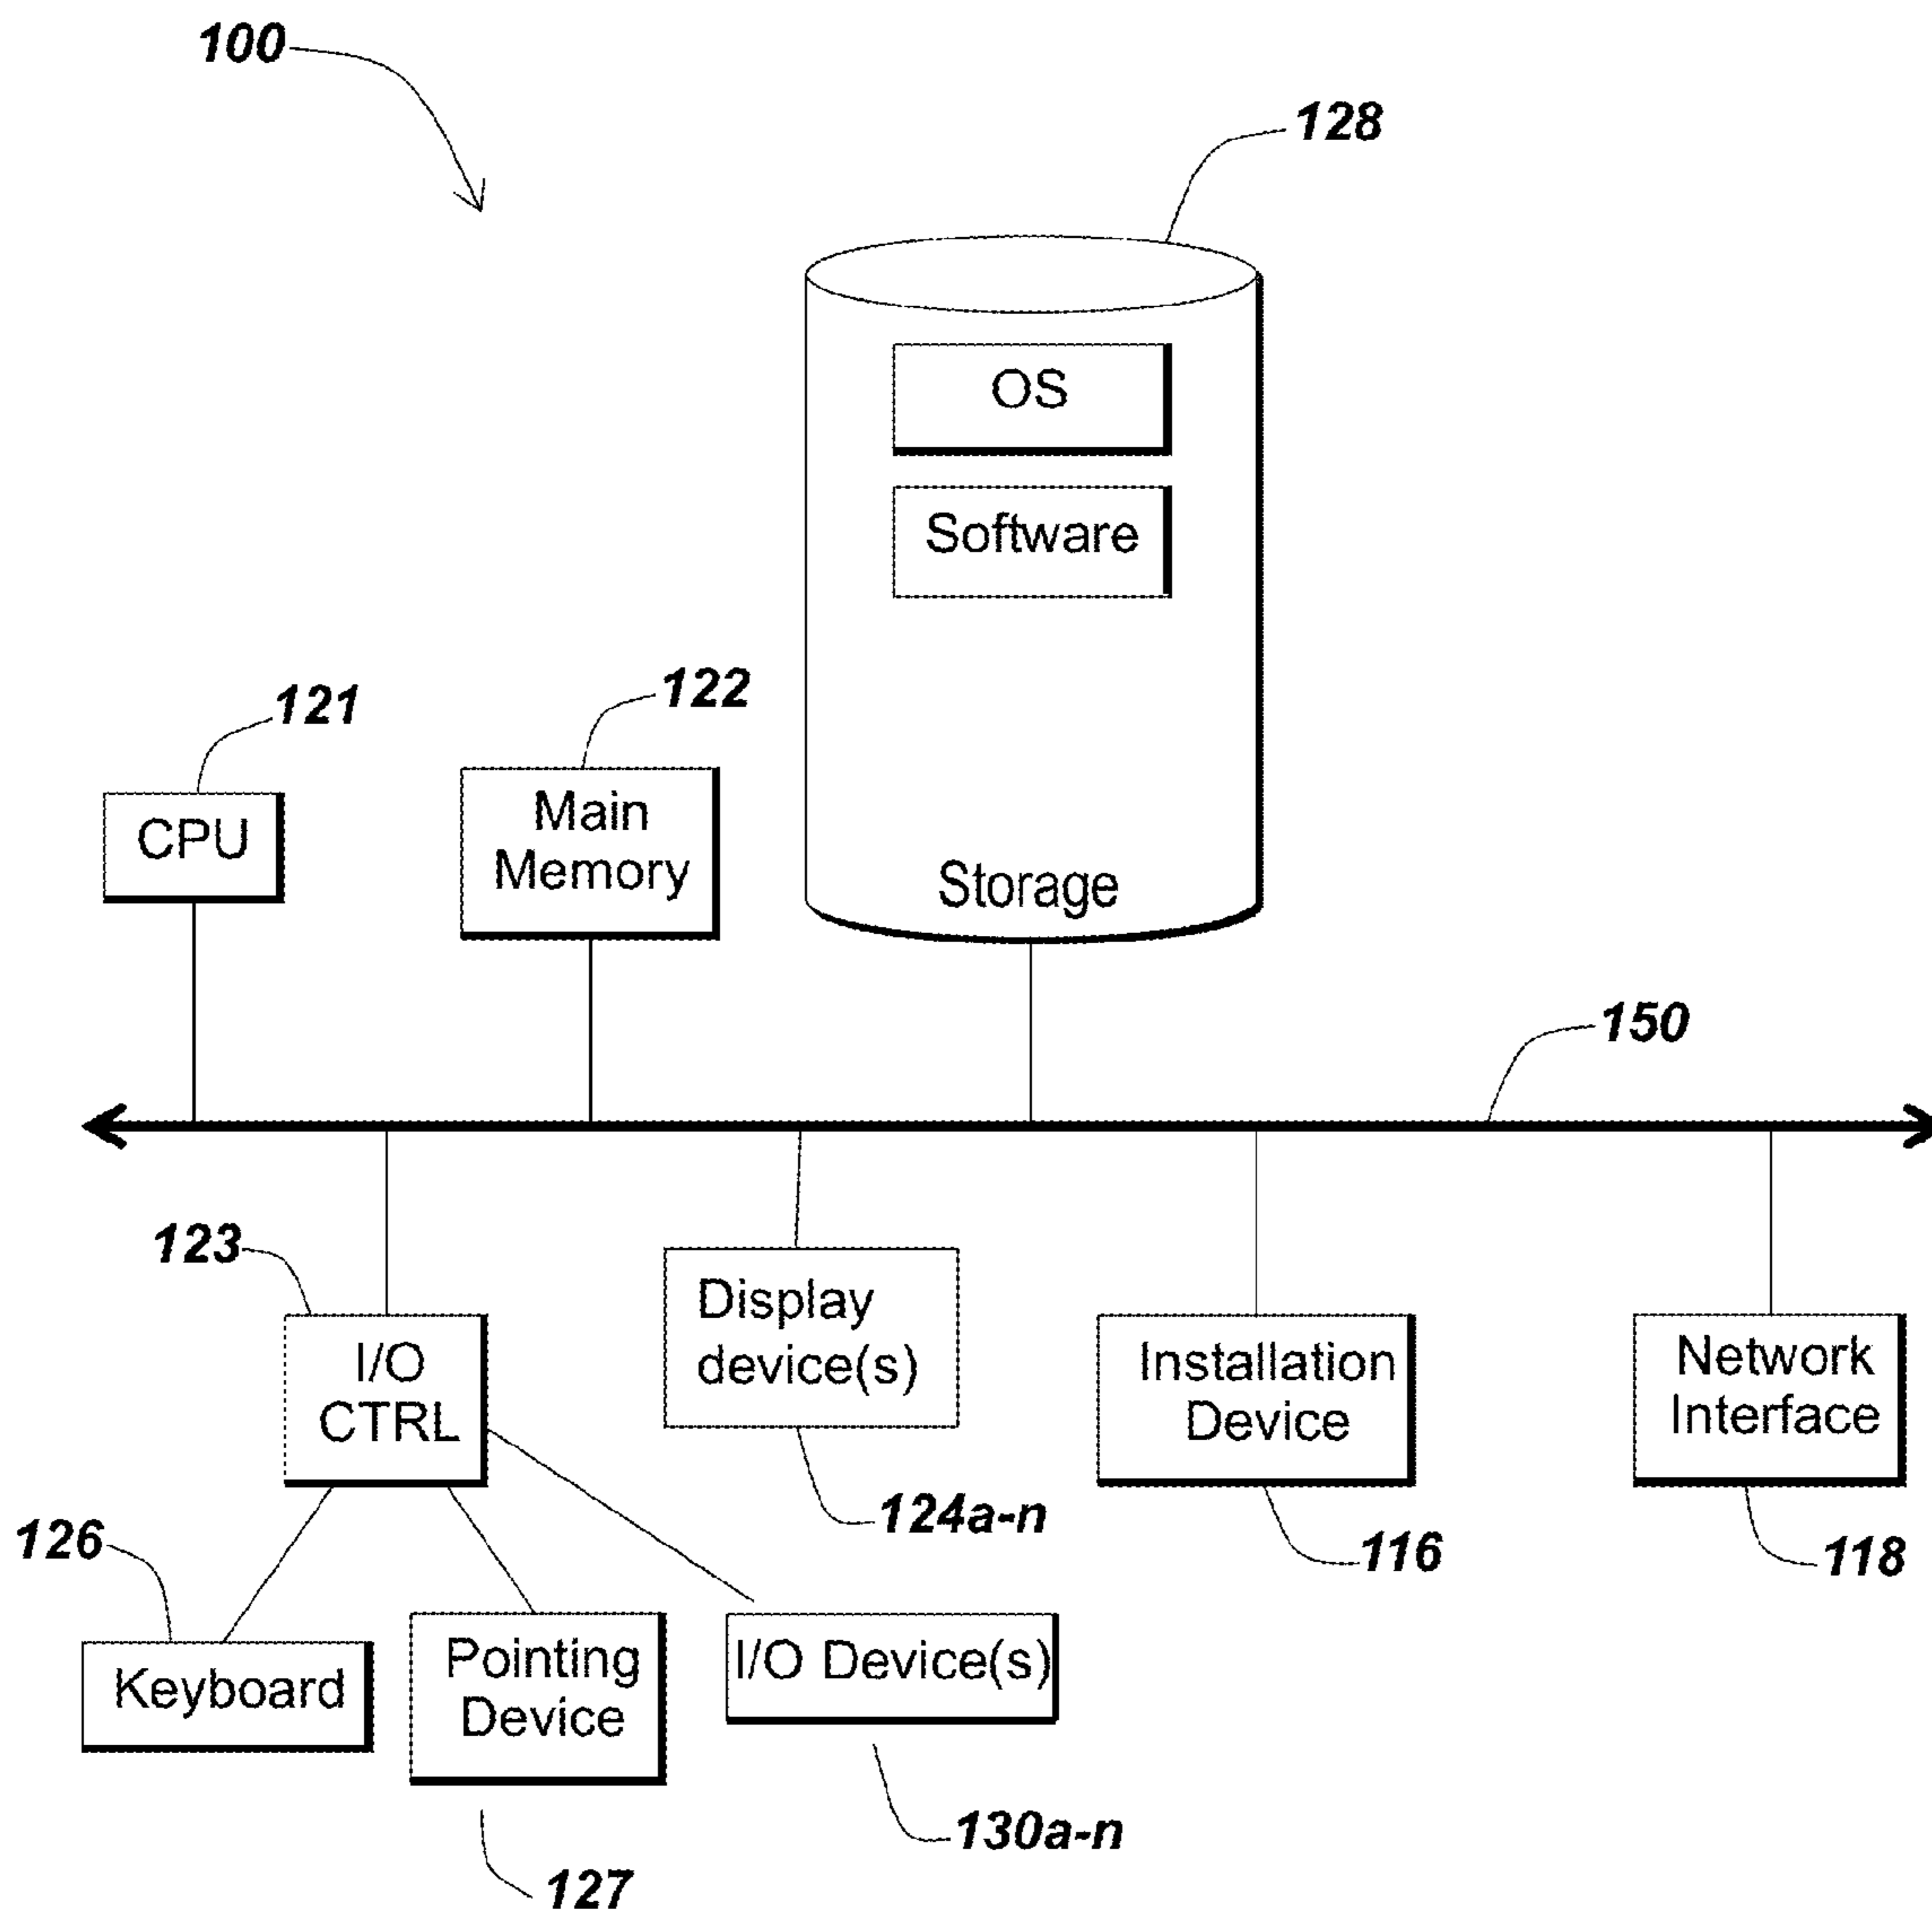 100
128
OS
Software
121
122
CPU
Main
Memory
Storage
150
123
I/O
CTRL
Display
device(s)
Installation
Device
Network
Interface
124a-n
116
118
126
Keyboard
Pointing
Device
I/O Device(s)
130a-n
127